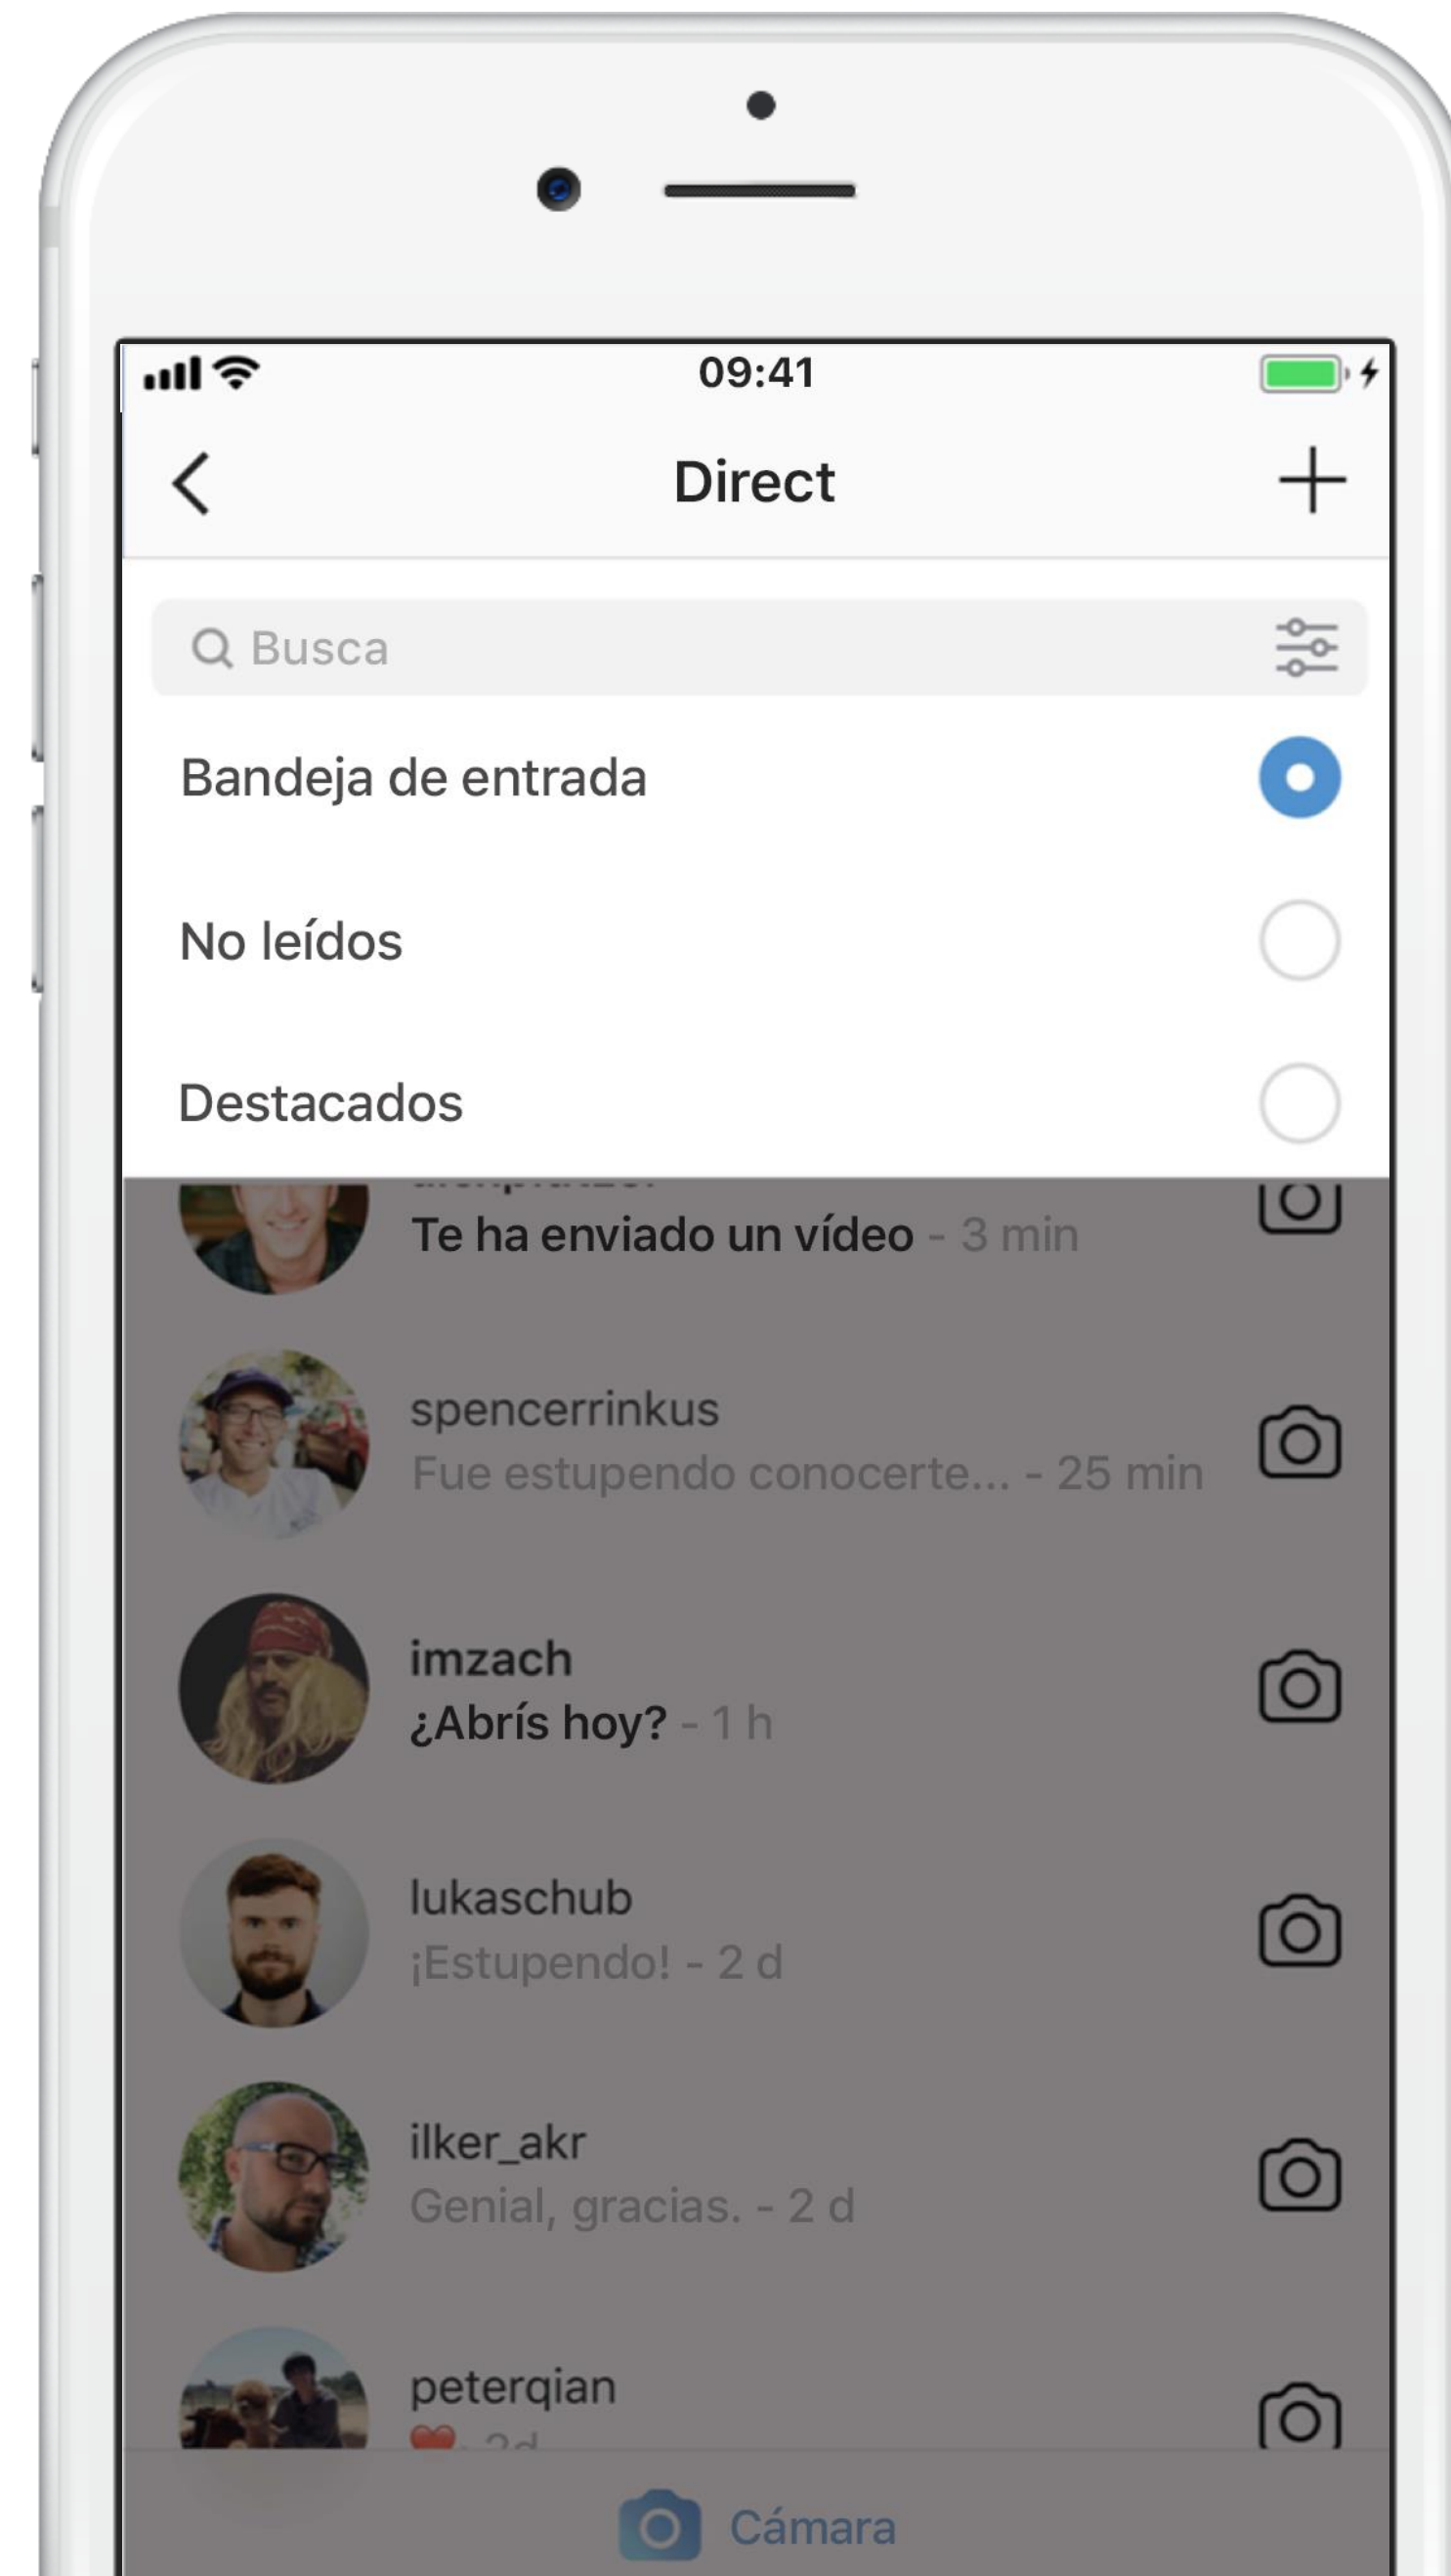 09:41
Direct
Busca
Bandeja de entrada
No leídos
Destacados
Te ha enviado un vídeo - 3 min
spencerrinkus
Fue estupendo conocerte... - 25 min
imzach
¿Abrís hoy? - 1 h
lukaschub
¡Estupendo! - 2 d
ilker_akr
Genial, gracias. - 2 d
peterqian
❤️ - 2d
Cámara